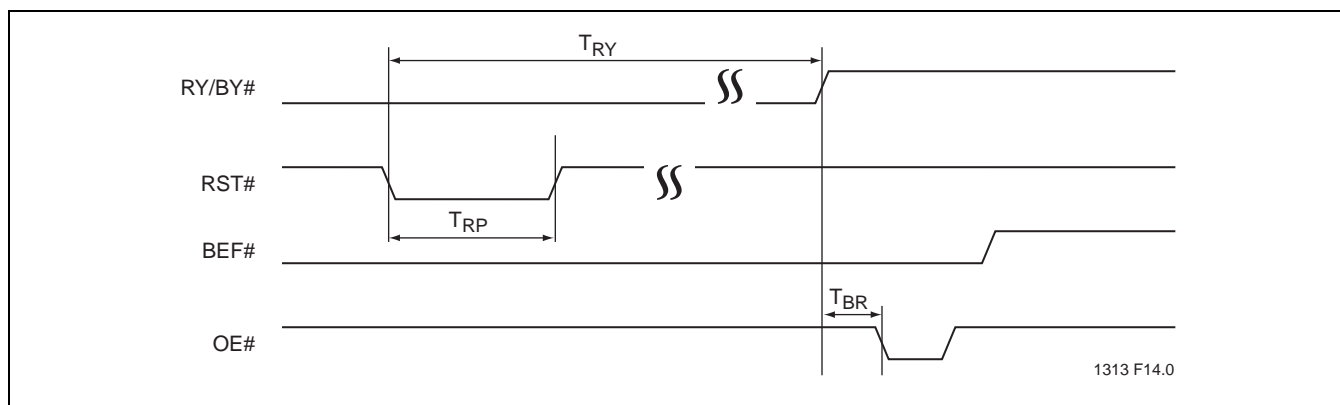 TRY
RY/BY#
RST#
TRP
BEF#
TBR
OE#
1313 F14.0